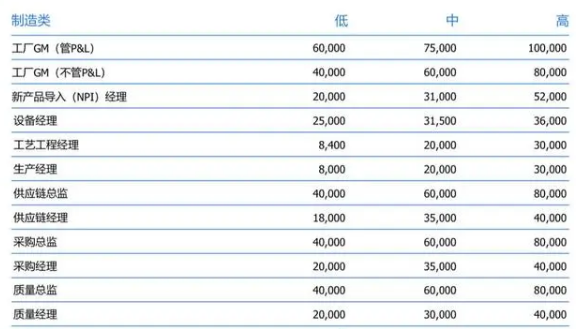 制造类 低 中 高
工厂GM（管P&L） 60,000 75,000 100,000
工厂GM（不管P&L） 40,000 60,000 80,000
新产品导入（NPI）经理 20,000 31,000 52,000
设备经理 25,000 31,500 36,000
工艺工程经理 8,400 20,000 30,000
生产经理 8,000 20,000 30,000
供应链总监 40,000 60,000 80,000
供应链经理 18,000 35,000 40,000
采购总监 40,000 60,000 80,000
采购经理 20,000 35,000 40,000
质量总监 40,000 60,000 80,000
质量经理 20,000 30,000 40,000